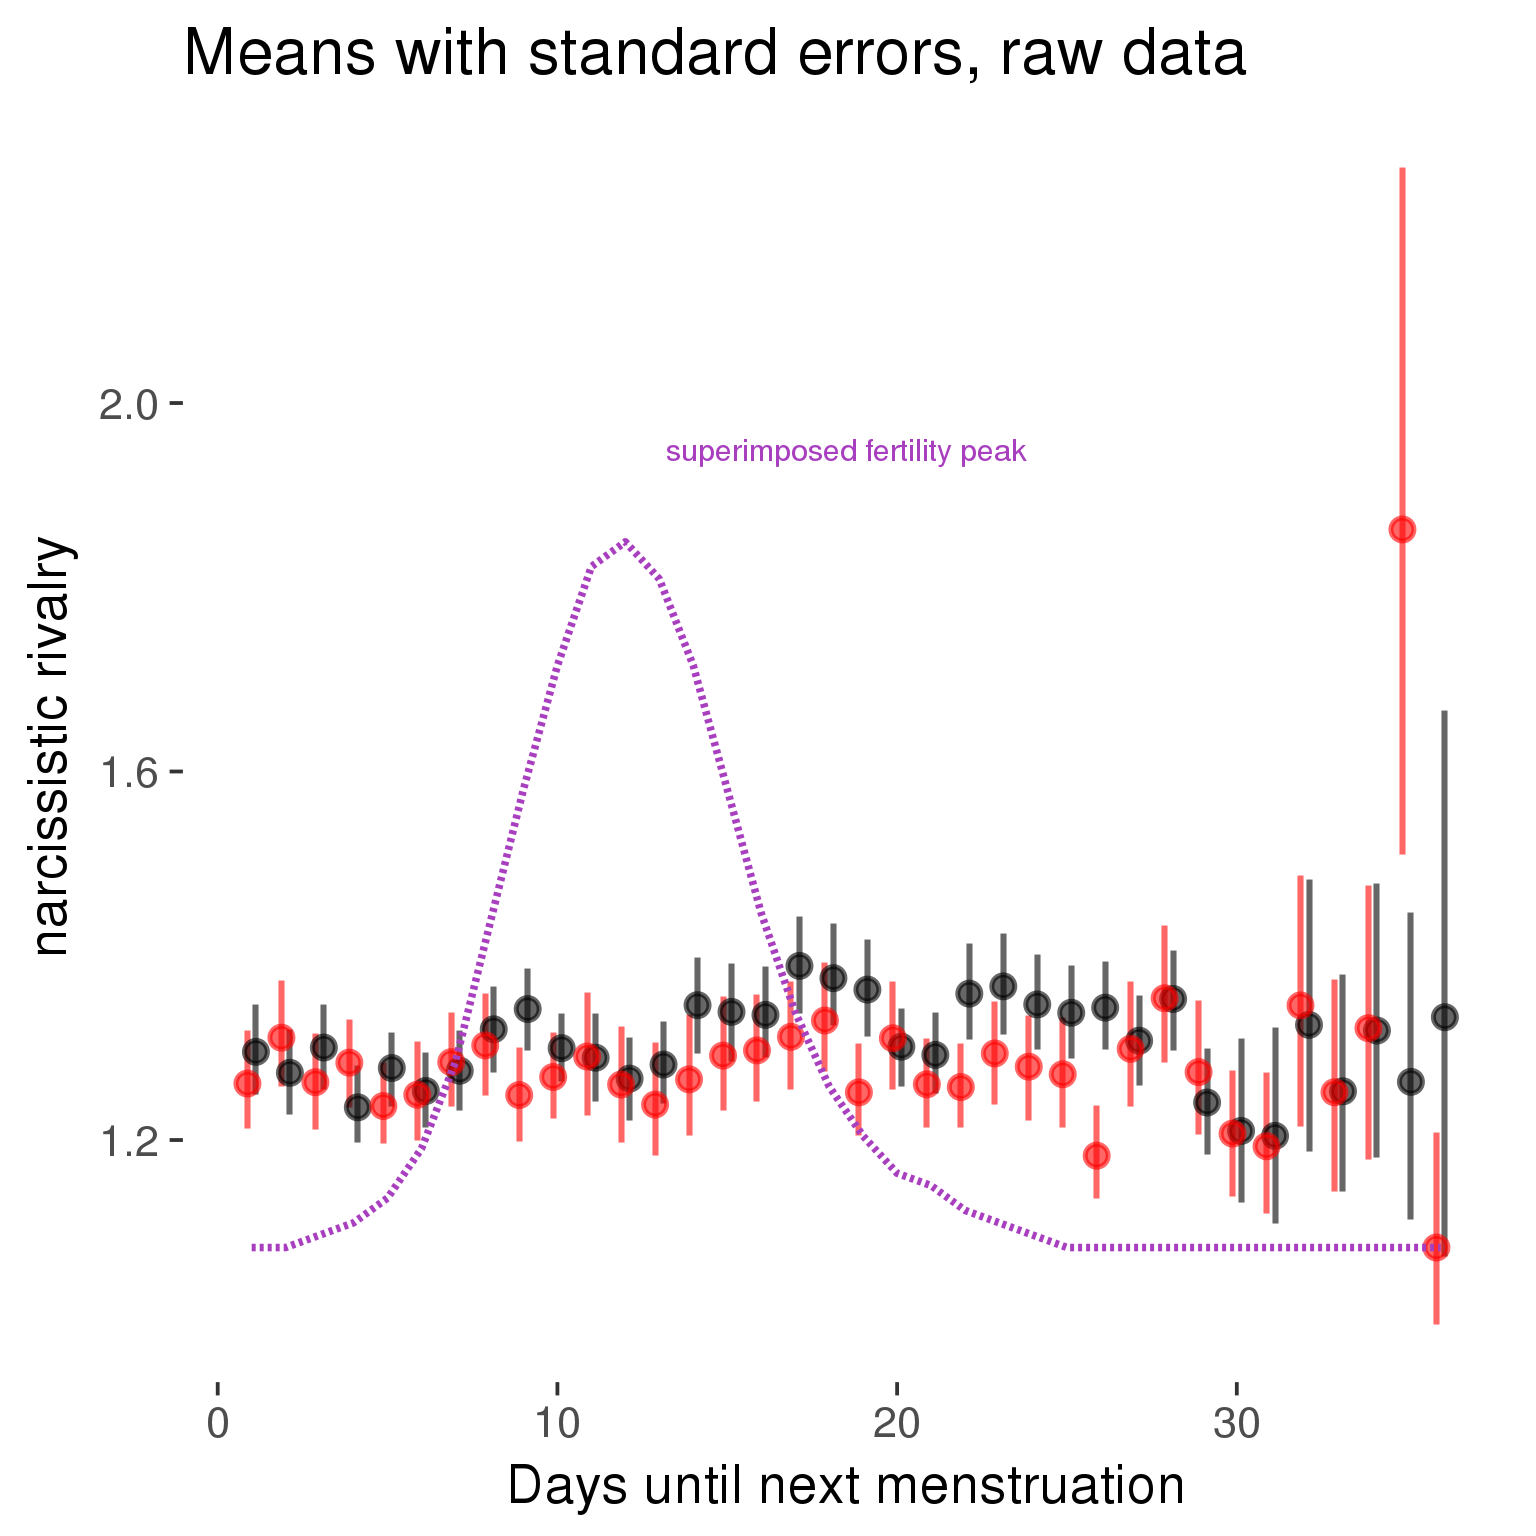 Means with standard errors, raw data
2.0
superimposed fertility peak
1.6
1.2
narcissistic rivalry
0 10 20 30
Days until next menstruation